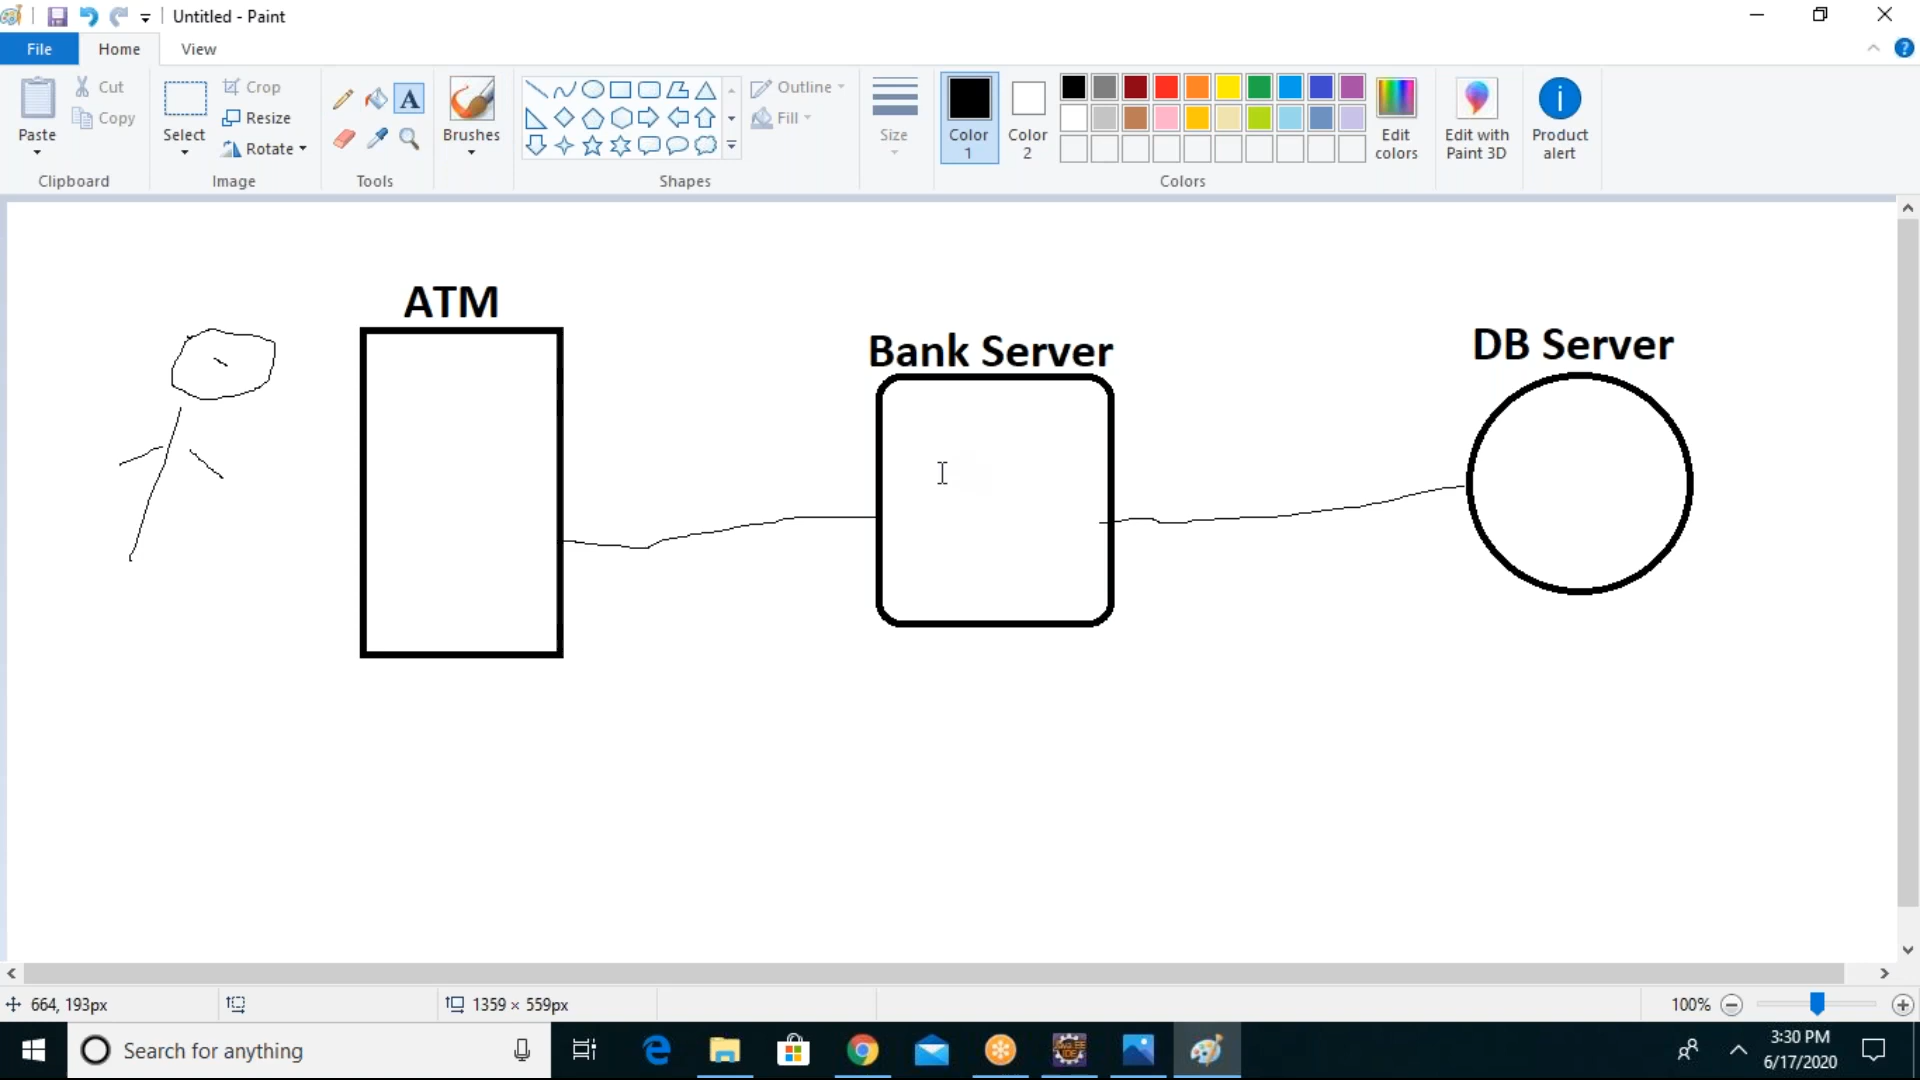 Untitled - Paint
File Home View
Paste
Cut
Copy
Clipboard
Select
Crop
Resize
Rotate
Image
A
Tools
Brushes
Shapes
Outline
Fill
Size
Color 1
Color 2
Edit colors
Colors
Edit with Paint 3D
Product alert
ATM
Bank Server
DB Server
664, 193px
1359 × 559px
100%
Search for anything
3:30 PM
6/17/2020